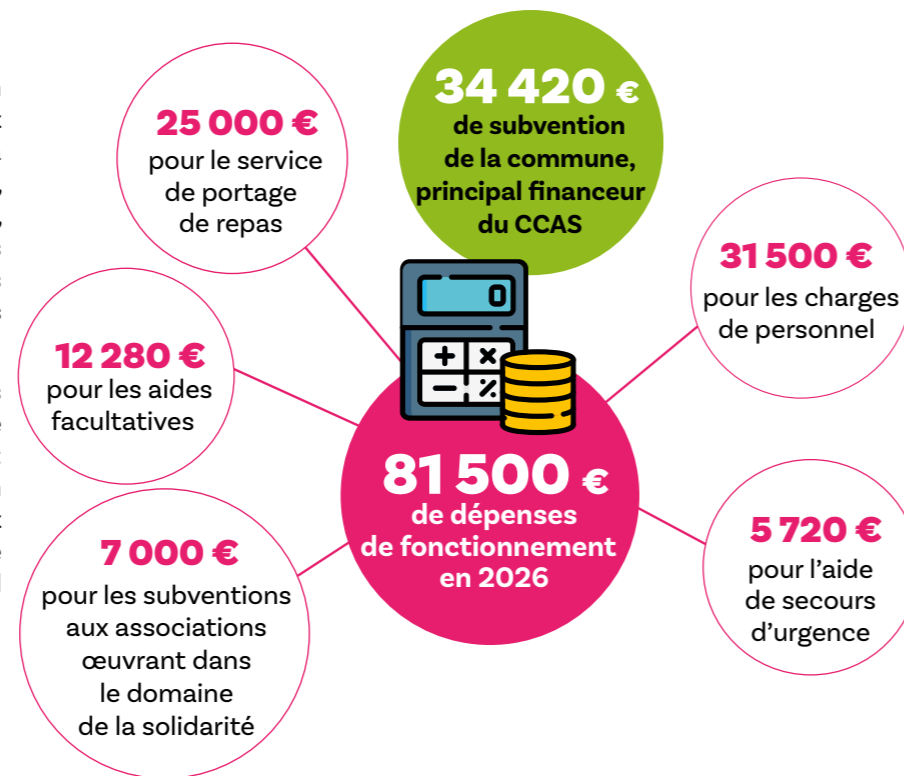 25 000 €
pour le service
de portage
de repas
34 420 €
de subvention
de la commune,
principal financeur
du CCAS
31 500 €
pour les charges
de personnel
12 280 €
pour les aides
facultatives
0
+ ×
− %
81 500 €
de dépenses
de fonctionnement
en 2026
5 720 €
pour l’aide
de secours
d’urgence
7 000 €
pour les subventions
aux associations
œuvrant dans
le domaine
de la solidarité